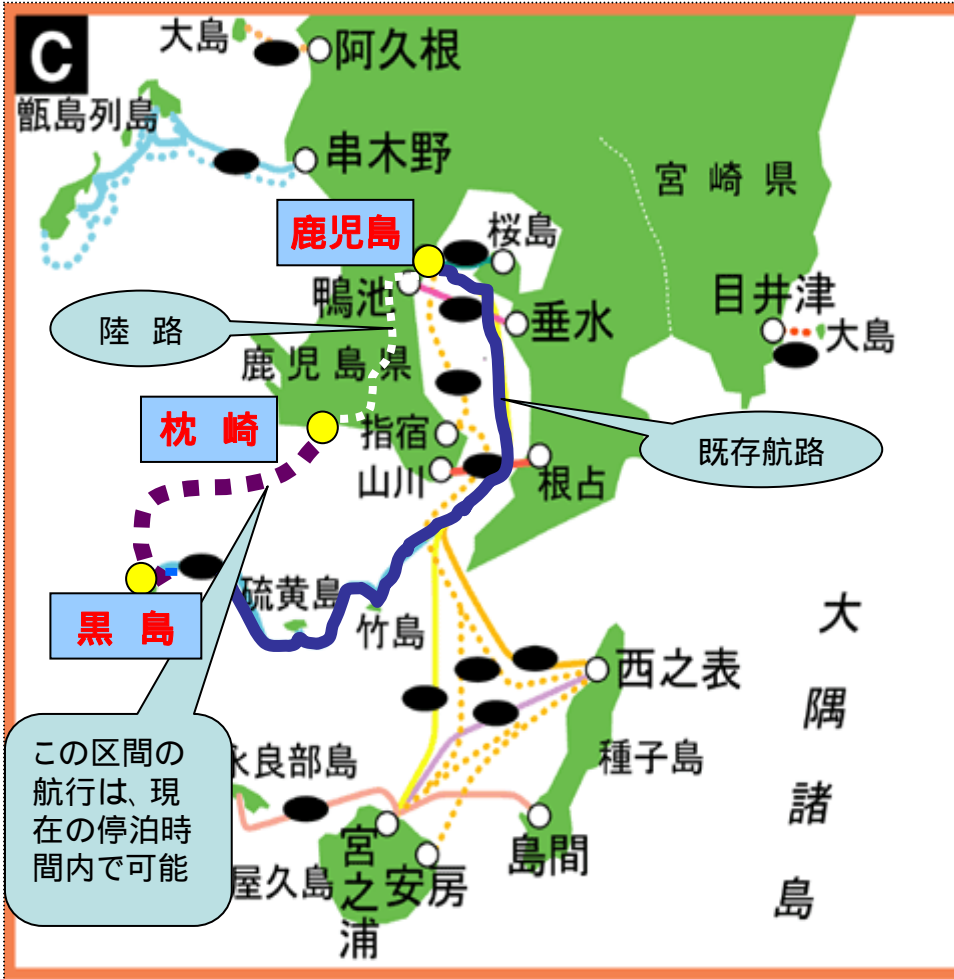 C
大島
阿久根
甑島列島
串木野
宮崎県
鹿児島
桜島
鴨池
垂水
目井津
大島
陸 路
鹿児島県
枕 崎
指宿
既存航路
山川
根占
硫黄島
黒 島
竹島
大隅諸島
西之表
種子島
この区間の
航行は、現
在の停泊時
間内で可能
永良部島
宮之浦
島間
屋久島
安房